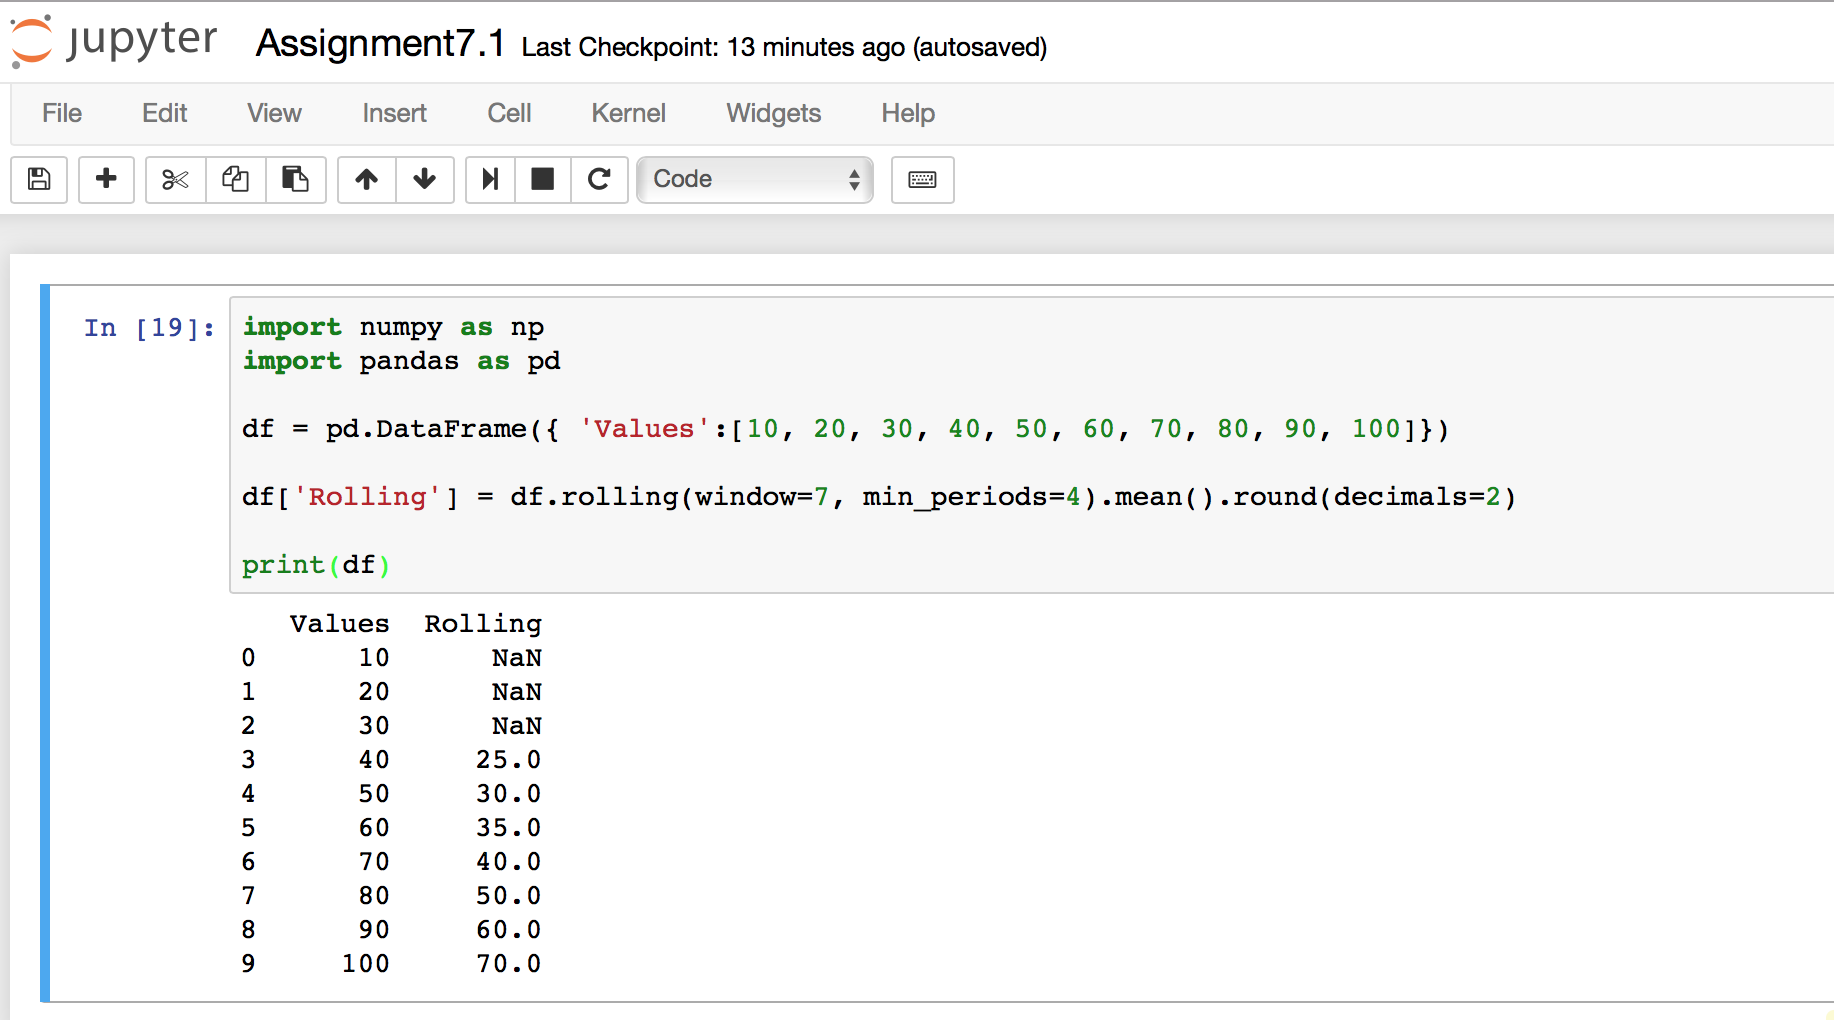 jupyter Assignment7.1 Last Checkpoint: 13 minutes ago (autosaved)
File Edit View Insert Cell Kernel Widgets Help
Code
In [19]: import numpy as np
import pandas as pd
df = pd.DataFrame({ 'Values':[10, 20, 30, 40, 50, 60, 70, 80, 90, 100]})
df['Rolling'] = df.rolling(window=7, min_periods=4).mean().round(decimals=2)
print(df)
Values Rolling
0 10 NaN
1 20 NaN
2 30 NaN
3 40 25.0
4 50 30.0
5 60 35.0
6 70 40.0
7 80 50.0
8 90 60.0
9 100 70.0